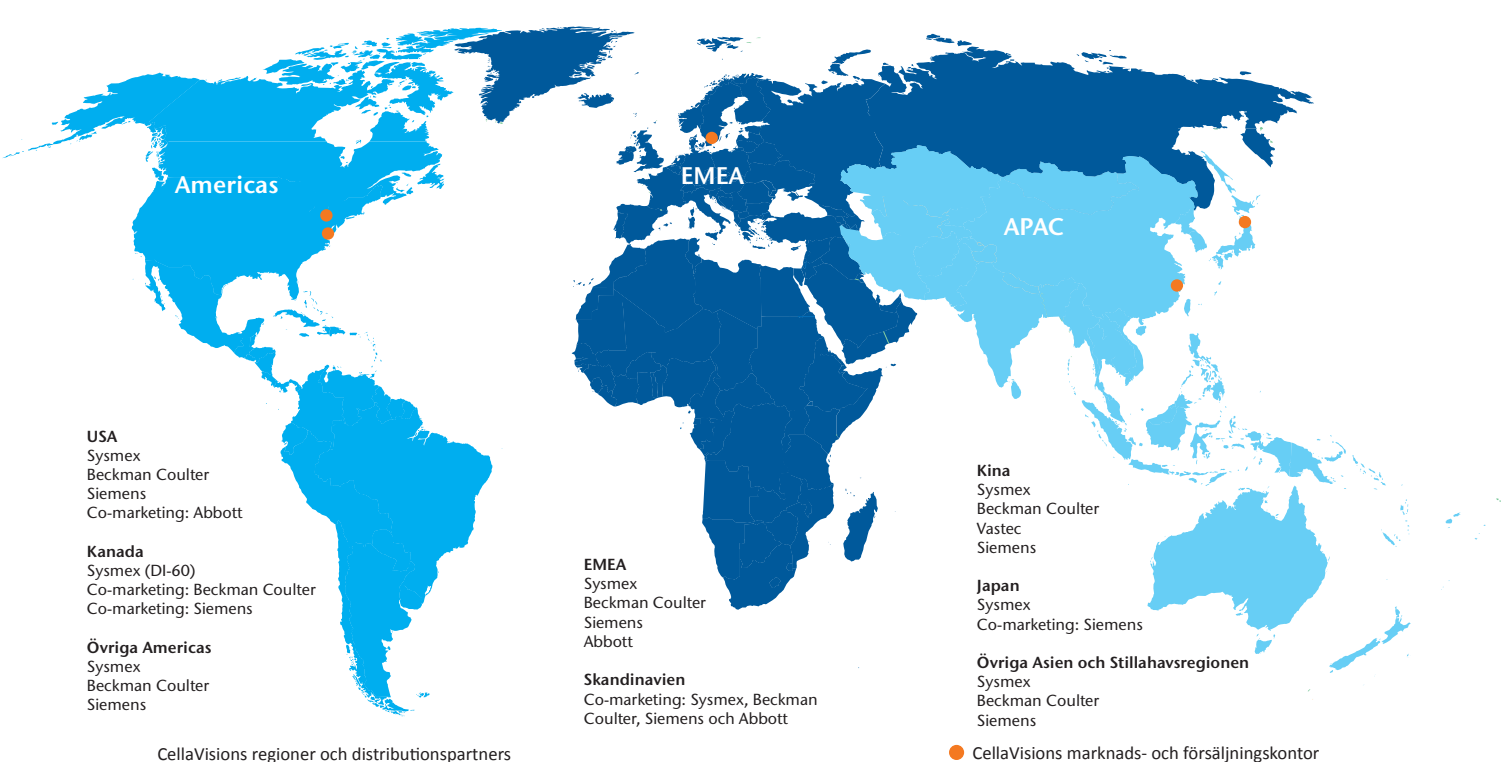 Americas
EMEA
APAC
USA
Sysmex
Beckman Coulter
Siemens
Co-marketing: Abbott
Kanada
Sysmex (DI-60)
Co-marketing: Beckman Coulter
Co-marketing: Siemens
Övriga Americas
Sysmex
Beckman Coulter
Siemens
EMEA
Sysmex
Beckman Coulter
Siemens
Abbott
Skandinavien
Co-marketing: Sysmex, Beckman
Coulter, Siemens och Abbott
Kina
Sysmex
Beckman Coulter
Vastec
Siemens
Japan
Sysmex
Co-marketing: Siemens
Övriga Asien och Stillahavsregionen
Sysmex
Beckman Coulter
Siemens
CellaVisions regioner och distributionspartners
CellaVisions marknads- och försäljningskontor